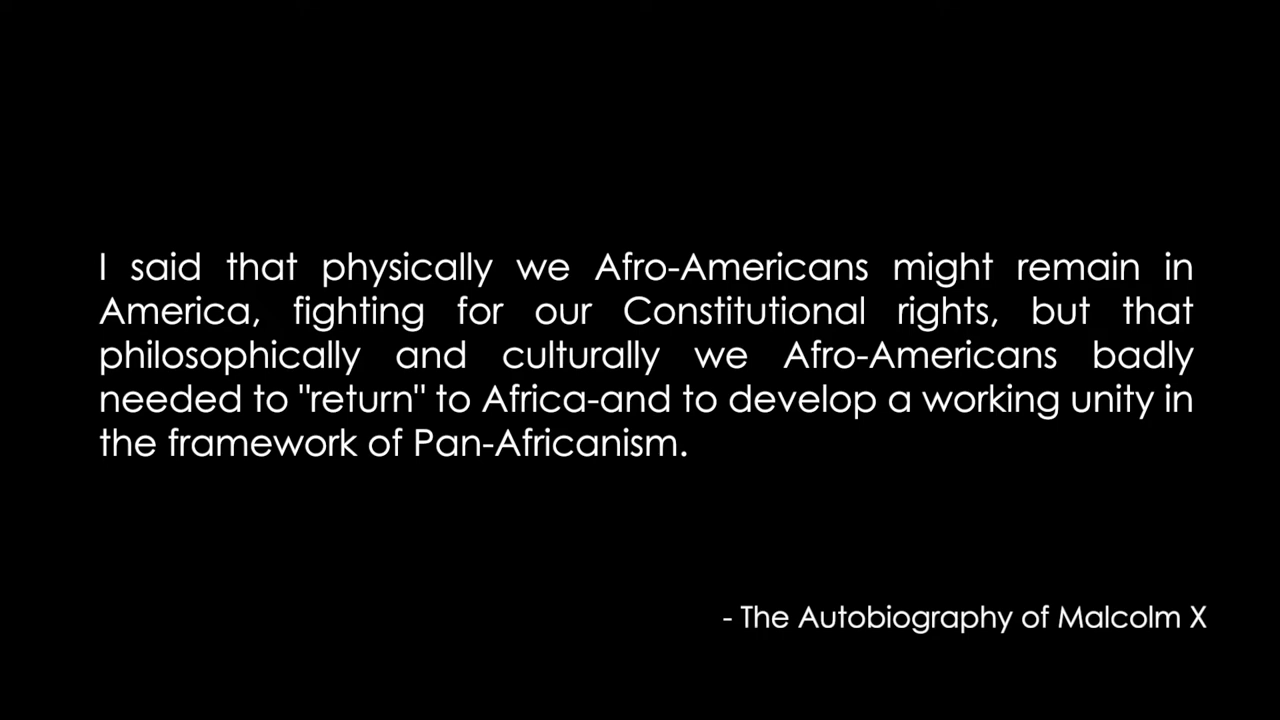 I said that physically we Afro-Americans might remain in
America, fighting for our Constitutional rights, but that
philosophically and culturally we Afro-Americans badly
needed to "return" to Africa-and to develop a working unity in
the framework of Pan-Africanism.
- The Autobiography of Malcolm X